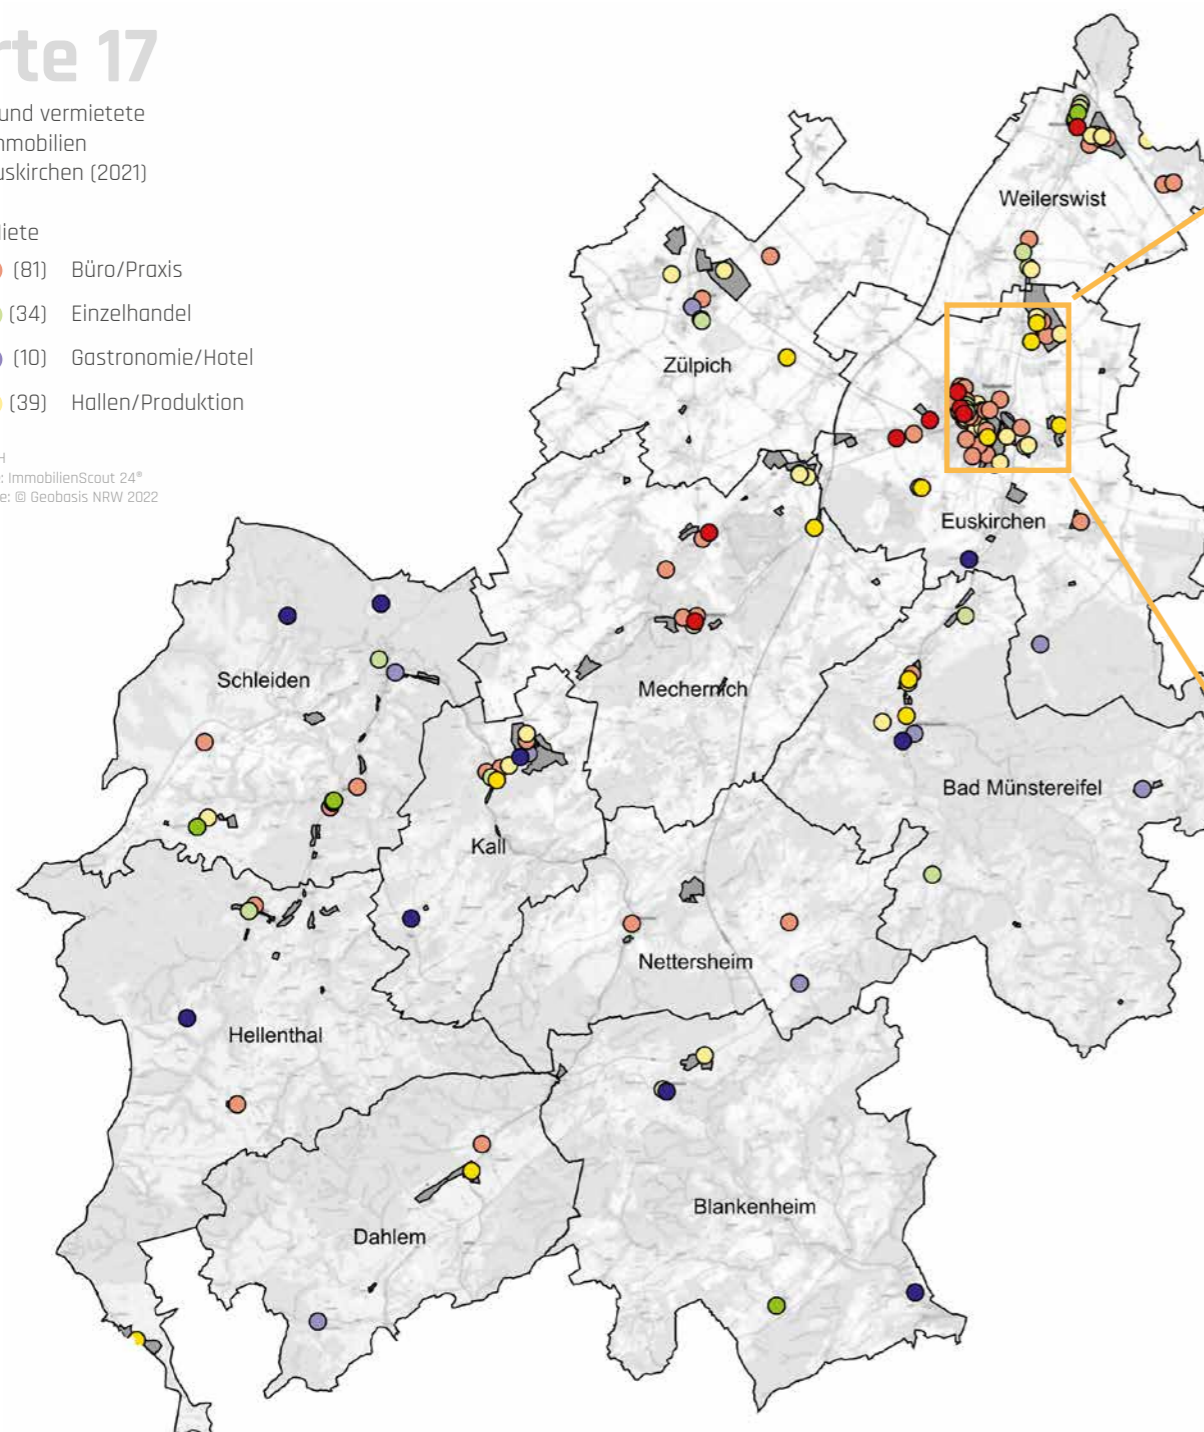 rte 17
und vermietete
mmobilien
uskirchen (2021)
liete
(81) Büro/Praxis
(34) Einzelhandel
(10) Gastronomie/Hotel
(39) Hallen/Produktion
H
e: ImmobilienScout 24®
e: © Geobasis NRW 2022
Weilerswist
Zülpich
Euskirchen
Schleiden
Mechernich
Bad Münstereifel
Kall
Nettersheim
Hellenthal
Blankenheim
Dahlem